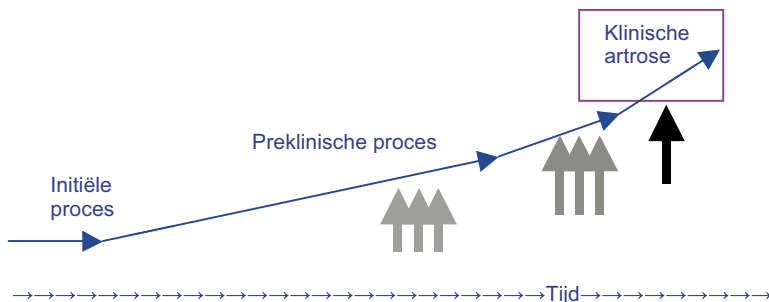 Klinische
artrose
Preklinische proces
Initiële
proces
Tijd